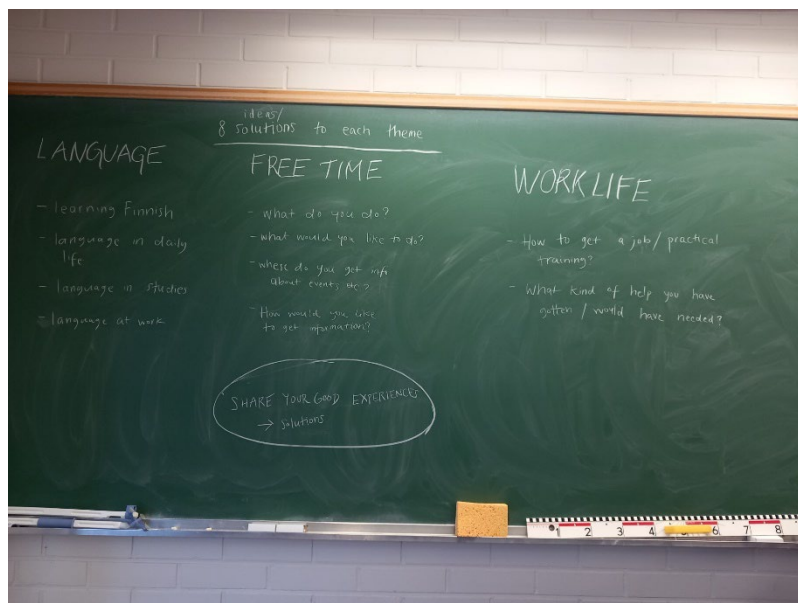 ideas/
8 solutions to each theme
LANGUAGE
- learning Finnish
- language in daily
life
- language in studies
- language at work
FREE TIME
- What do you do?
- what would you like to do?
- where do you get info
about events etc?
- How would you like
to get information?
SHARE YOUR GOOD EXPERIENCES
→ solutions
WORK LIFE
- How to get a job/ practical
training?
- What kind of help you have
gotten / would have needed?
1 2 3 4 5 6 7 8